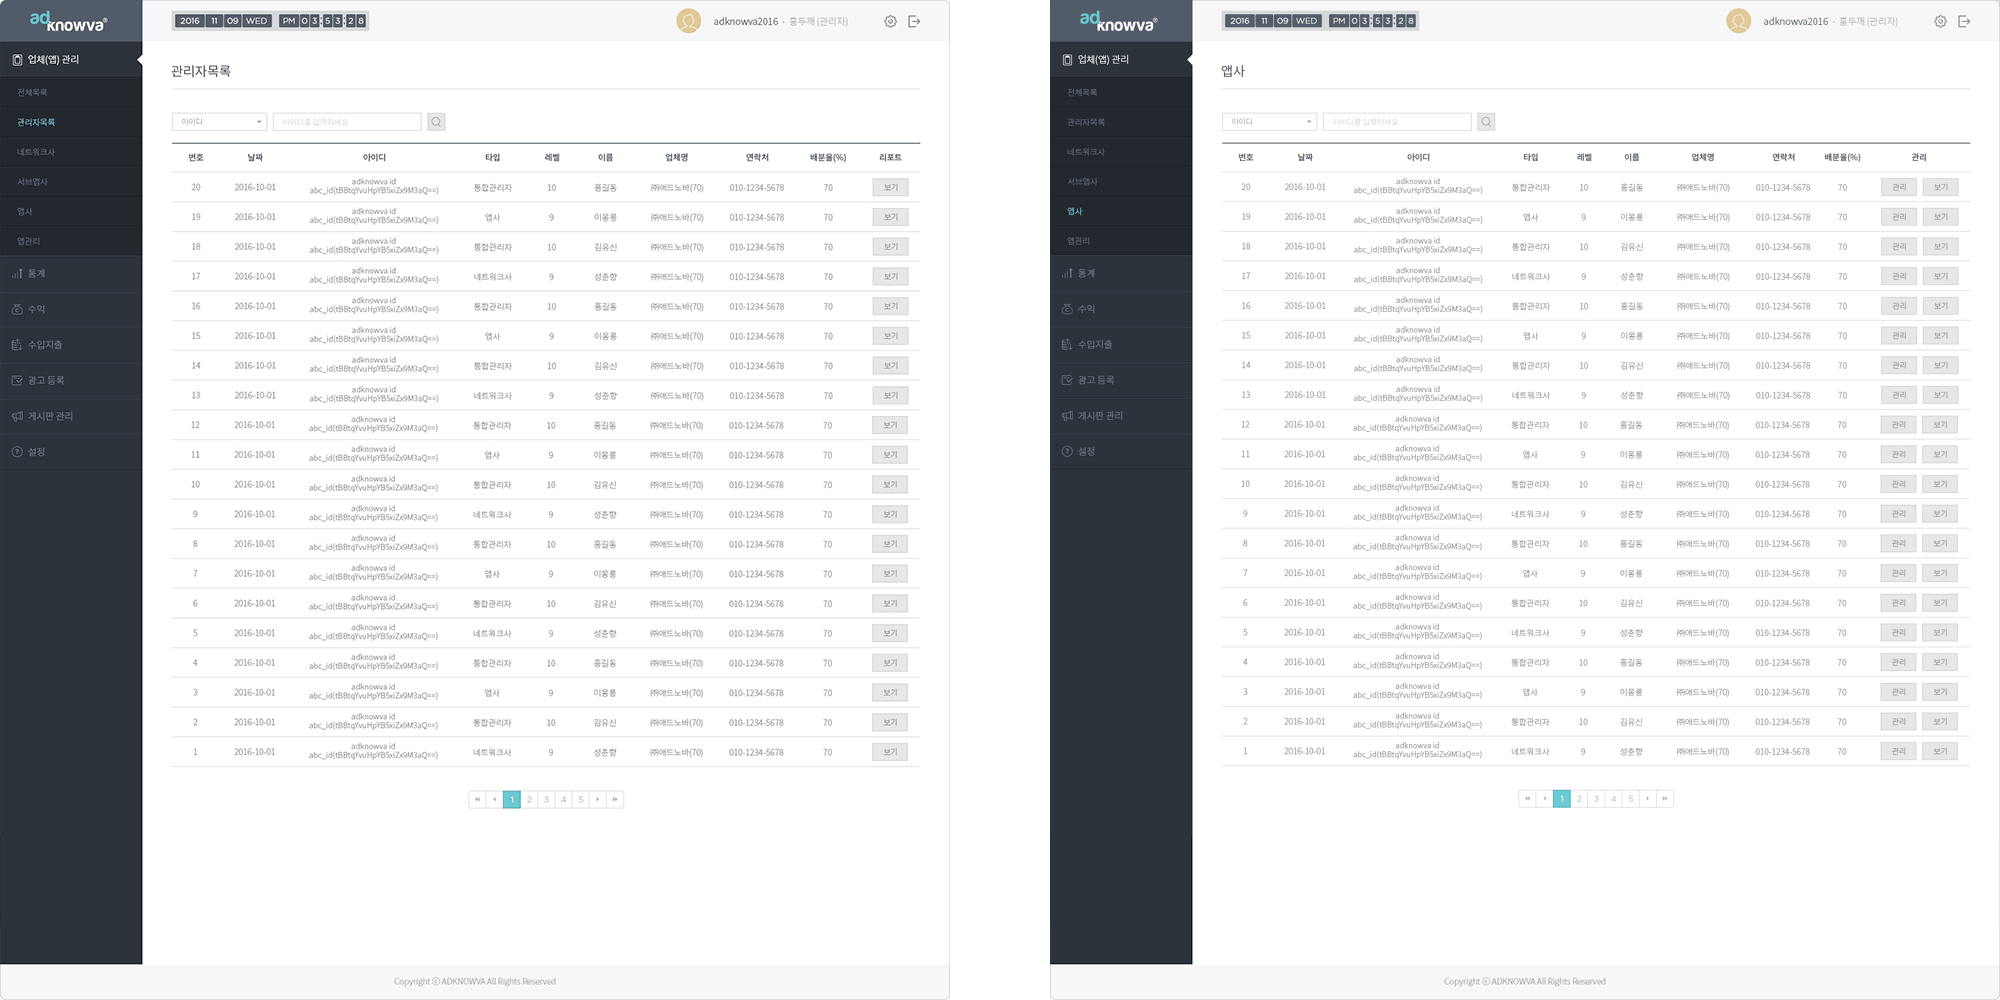 adknowva®
2016 11 09 WED PM 03:53:28
adknowva2016 · 홍두깨 (관리자)
업체(앱) 관리
전체목록
관리자목록
네트워크사
서브앱사
앱사
앱관리
통계
수익
수입지출
광고 등록
게시판 관리
설정
관리자목록
아이디 아이디를 입력하세요
번호 날짜 아이디 타입 레벨 이름 업체명 연락처 배분율(%) 리포트
20 2016-10-01 adknowva id 통합관리자 10 홍길동 ㈜애드노바(70) 010-1234-5678 70 보기
abc_id(tBBtqYvuHpYB5xiZx9M3aQ==)
19 2016-10-01 adknowva id 앱사 9 이몽룡 ㈜애드노바(70) 010-1234-5678 70 보기
abc_id(tBBtqYvuHpYB5xiZx9M3aQ==)
18 2016-10-01 adknowva id 통합관리자 10 김유신 ㈜애드노바(70) 010-1234-5678 70 보기
abc_id(tBBtqYvuHpYB5xiZx9M3aQ==)
17 2016-10-01 adknowva id 네트워크사 9 성춘향 ㈜애드노바(70) 010-1234-5678 70 보기
abc_id(tBBtqYvuHpYB5xiZx9M3aQ==)
16 2016-10-01 adknowva id 통합관리자 10 홍길동 ㈜애드노바(70) 010-1234-5678 70 보기
abc_id(tBBtqYvuHpYB5xiZx9M3aQ==)
15 2016-10-01 adknowva id 앱사 9 이몽룡 ㈜애드노바(70) 010-1234-5678 70 보기
abc_id(tBBtqYvuHpYB5xiZx9M3aQ==)
14 2016-10-01 adknowva id 통합관리자 10 김유신 ㈜애드노바(70) 010-1234-5678 70 보기
abc_id(tBBtqYvuHpYB5xiZx9M3aQ==)
13 2016-10-01 adknowva id 네트워크사 9 성춘향 ㈜애드노바(70) 010-1234-5678 70 보기
abc_id(tBBtqYvuHpYB5xiZx9M3aQ==)
12 2016-10-01 adknowva id 통합관리자 10 홍길동 ㈜애드노바(70) 010-1234-5678 70 보기
abc_id(tBBtqYvuHpYB5xiZx9M3aQ==)
11 2016-10-01 adknowva id 앱사 9 이몽룡 ㈜애드노바(70) 010-1234-5678 70 보기
abc_id(tBBtqYvuHpYB5xiZx9M3aQ==)
10 2016-10-01 adknowva id 통합관리자 10 김유신 ㈜애드노바(70) 010-1234-5678 70 보기
abc_id(tBBtqYvuHpYB5xiZx9M3aQ==)
9 2016-10-01 adknowva id 네트워크사 9 성춘향 ㈜애드노바(70) 010-1234-5678 70 보기
abc_id(tBBtqYvuHpYB5xiZx9M3aQ==)
8 2016-10-01 adknowva id 통합관리자 10 홍길동 ㈜애드노바(70) 010-1234-5678 70 보기
abc_id(tBBtqYvuHpYB5xiZx9M3aQ==)
7 2016-10-01 adknowva id 앱사 9 이몽룡 ㈜애드노바(70) 010-1234-5678 70 보기
abc_id(tBBtqYvuHpYB5xiZx9M3aQ==)
6 2016-10-01 adknowva id 통합관리자 10 김유신 ㈜애드노바(70) 010-1234-5678 70 보기
abc_id(tBBtqYvuHpYB5xiZx9M3aQ==)
5 2016-10-01 adknowva id 네트워크사 9 성춘향 ㈜애드노바(70) 010-1234-5678 70 보기
abc_id(tBBtqYvuHpYB5xiZx9M3aQ==)
4 2016-10-01 adknowva id 통합관리자 10 홍길동 ㈜애드노바(70) 010-1234-5678 70 보기
abc_id(tBBtqYvuHpYB5xiZx9M3aQ==)
3 2016-10-01 adknowva id 앱사 9 이몽룡 ㈜애드노바(70) 010-1234-5678 70 보기
abc_id(tBBtqYvuHpYB5xiZx9M3aQ==)
2 2016-10-01 adknowva id 통합관리자 10 김유신 ㈜애드노바(70) 010-1234-5678 70 보기
abc_id(tBBtqYvuHpYB5xiZx9M3aQ==)
1 2016-10-01 adknowva id 네트워크사 9 성춘향 ㈜애드노바(70) 010-1234-5678 70 보기
abc_id(tBBtqYvuHpYB5xiZx9M3aQ==)
1 2 3 4 5
Copyright ⓒ ADKNOWVA All Rights Reserved
adknowva®
2016 11 09 WED PM 03:53:28
adknowva2016 · 홍두깨 (관리자)
업체(앱) 관리
전체목록
관리자목록
네트워크사
서브앱사
앱사
앱관리
통계
수익
수입지출
광고 등록
게시판 관리
설정
앱사
아이디 아이디를 입력하세요
번호 날짜 아이디 타입 레벨 이름 업체명 연락처 배분율(%) 관리
20 2016-10-01 adknowva id 통합관리자 10 홍길동 ㈜애드노바(70) 010-1234-5678 70 관리 보기
abc_id(tBBtqYvuHpYB5xiZx9M3aQ==)
19 2016-10-01 adknowva id 앱사 9 이몽룡 ㈜애드노바(70) 010-1234-5678 70 관리 보기
abc_id(tBBtqYvuHpYB5xiZx9M3aQ==)
18 2016-10-01 adknowva id 통합관리자 10 김유신 ㈜애드노바(70) 010-1234-5678 70 관리 보기
abc_id(tBBtqYvuHpYB5xiZx9M3aQ==)
17 2016-10-01 adknowva id 네트워크사 9 성춘향 ㈜애드노바(70) 010-1234-5678 70 관리 보기
abc_id(tBBtqYvuHpYB5xiZx9M3aQ==)
16 2016-10-01 adknowva id 통합관리자 10 홍길동 ㈜애드노바(70) 010-1234-5678 70 관리 보기
abc_id(tBBtqYvuHpYB5xiZx9M3aQ==)
15 2016-10-01 adknowva id 앱사 9 이몽룡 ㈜애드노바(70) 010-1234-5678 70 관리 보기
abc_id(tBBtqYvuHpYB5xiZx9M3aQ==)
14 2016-10-01 adknowva id 통합관리자 10 김유신 ㈜애드노바(70) 010-1234-5678 70 관리 보기
abc_id(tBBtqYvuHpYB5xiZx9M3aQ==)
13 2016-10-01 adknowva id 네트워크사 9 성춘향 ㈜애드노바(70) 010-1234-5678 70 관리 보기
abc_id(tBBtqYvuHpYB5xiZx9M3aQ==)
12 2016-10-01 adknowva id 통합관리자 10 홍길동 ㈜애드노바(70) 010-1234-5678 70 관리 보기
abc_id(tBBtqYvuHpYB5xiZx9M3aQ==)
11 2016-10-01 adknowva id 앱사 9 이몽룡 ㈜애드노바(70) 010-1234-5678 70 관리 보기
abc_id(tBBtqYvuHpYB5xiZx9M3aQ==)
10 2016-10-01 adknowva id 통합관리자 10 김유신 ㈜애드노바(70) 010-1234-5678 70 관리 보기
abc_id(tBBtqYvuHpYB5xiZx9M3aQ==)
9 2016-10-01 adknowva id 네트워크사 9 성춘향 ㈜애드노바(70) 010-1234-5678 70 관리 보기
abc_id(tBBtqYvuHpYB5xiZx9M3aQ==)
8 2016-10-01 adknowva id 통합관리자 10 홍길동 ㈜애드노바(70) 010-1234-5678 70 관리 보기
abc_id(tBBtqYvuHpYB5xiZx9M3aQ==)
7 2016-10-01 adknowva id 앱사 9 이몽룡 ㈜애드노바(70) 010-1234-5678 70 관리 보기
abc_id(tBBtqYvuHpYB5xiZx9M3aQ==)
6 2016-10-01 adknowva id 통합관리자 10 김유신 ㈜애드노바(70) 010-1234-5678 70 관리 보기
abc_id(tBBtqYvuHpYB5xiZx9M3aQ==)
5 2016-10-01 adknowva id 네트워크사 9 성춘향 ㈜애드노바(70) 010-1234-5678 70 관리 보기
abc_id(tBBtqYvuHpYB5xiZx9M3aQ==)
4 2016-10-01 adknowva id 통합관리자 10 홍길동 ㈜애드노바(70) 010-1234-5678 70 관리 보기
abc_id(tBBtqYvuHpYB5xiZx9M3aQ==)
3 2016-10-01 adknowva id 앱사 9 이몽룡 ㈜애드노바(70) 010-1234-5678 70 관리 보기
abc_id(tBBtqYvuHpYB5xiZx9M3aQ==)
2 2016-10-01 adknowva id 통합관리자 10 김유신 ㈜애드노바(70) 010-1234-5678 70 관리 보기
abc_id(tBBtqYvuHpYB5xiZx9M3aQ==)
1 2016-10-01 adknowva id 네트워크사 9 성춘향 ㈜애드노바(70) 010-1234-5678 70 관리 보기
abc_id(tBBtqYvuHpYB5xiZx9M3aQ==)
1 2 3 4 5
Copyright ⓒ ADKNOWVA All Rights Reserved